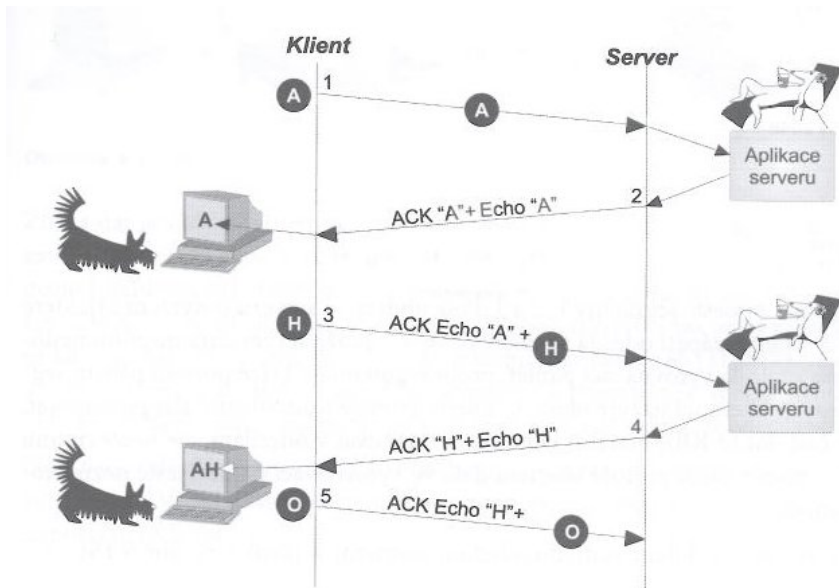 Klient
Server
A
1
A
Aplikace
serveru
2
ACK "A"+ Echo "A"
A
H
3
ACK Echo "A" +
H
Aplikace
serveru
4
ACK "H"+Echo "H"
AH
O
5
ACK Echo "H"+
O